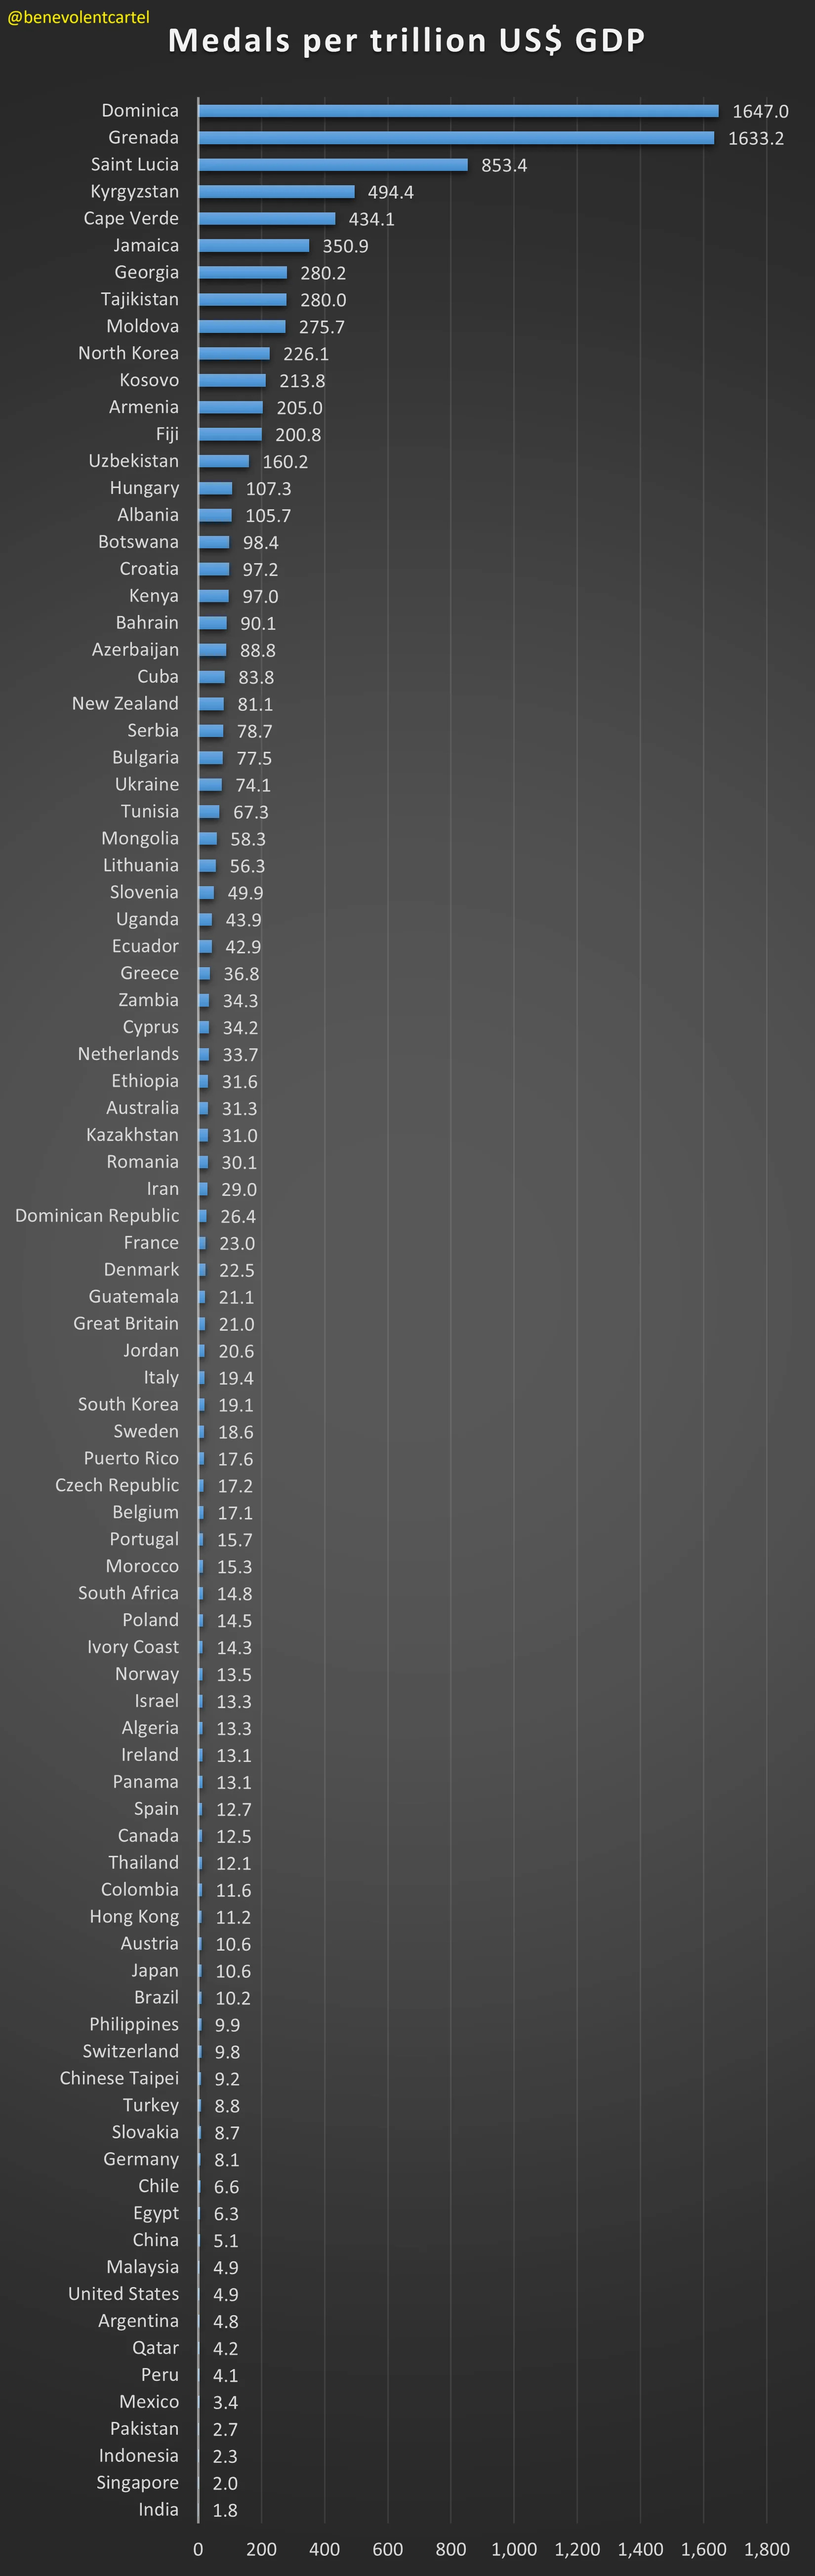 @benevolentcartel
Medals per trillion US$ GDP
Dominica 1647.0
Grenada 1633.2
Saint Lucia 853.4
Kyrgyzstan 494.4
Cape Verde 434.1
Jamaica 350.9
Georgia 280.2
Tajikistan 280.0
Moldova 275.7
North Korea 226.1
Kosovo 213.8
Armenia 205.0
Fiji 200.8
Uzbekistan 160.2
Hungary 107.3
Albania 105.7
Botswana 98.4
Croatia 97.2
Kenya 97.0
Bahrain 90.1
Azerbaijan 88.8
Cuba 83.8
New Zealand 81.1
Serbia 78.7
Bulgaria 77.5
Ukraine 74.1
Tunisia 67.3
Mongolia 58.3
Lithuania 56.3
Slovenia 49.9
Uganda 43.9
Ecuador 42.9
Greece 36.8
Zambia 34.3
Cyprus 34.2
Netherlands 33.7
Ethiopia 31.6
Australia 31.3
Kazakhstan 31.0
Romania 30.1
Iran 29.0
Dominican Republic 26.4
France 23.0
Denmark 22.5
Guatemala 21.1
Great Britain 21.0
Jordan 20.6
Italy 19.4
South Korea 19.1
Sweden 18.6
Puerto Rico 17.6
Czech Republic 17.2
Belgium 17.1
Portugal 15.7
Morocco 15.3
South Africa 14.8
Poland 14.5
Ivory Coast 14.3
Norway 13.5
Israel 13.3
Algeria 13.3
Ireland 13.1
Panama 13.1
Spain 12.7
Canada 12.5
Thailand 12.1
Colombia 11.6
Hong Kong 11.2
Austria 10.6
Japan 10.6
Brazil 10.2
Philippines 9.9
Switzerland 9.8
Chinese Taipei 9.2
Turkey 8.8
Slovakia 8.7
Germany 8.1
Chile 6.6
Egypt 6.3
China 5.1
Malaysia 4.9
United States 4.9
Argentina 4.8
Qatar 4.2
Peru 4.1
Mexico 3.4
Pakistan 2.7
Indonesia 2.3
Singapore 2.0
India 1.8
0 200 400 600 800 1,000 1,200 1,400 1,600 1,800